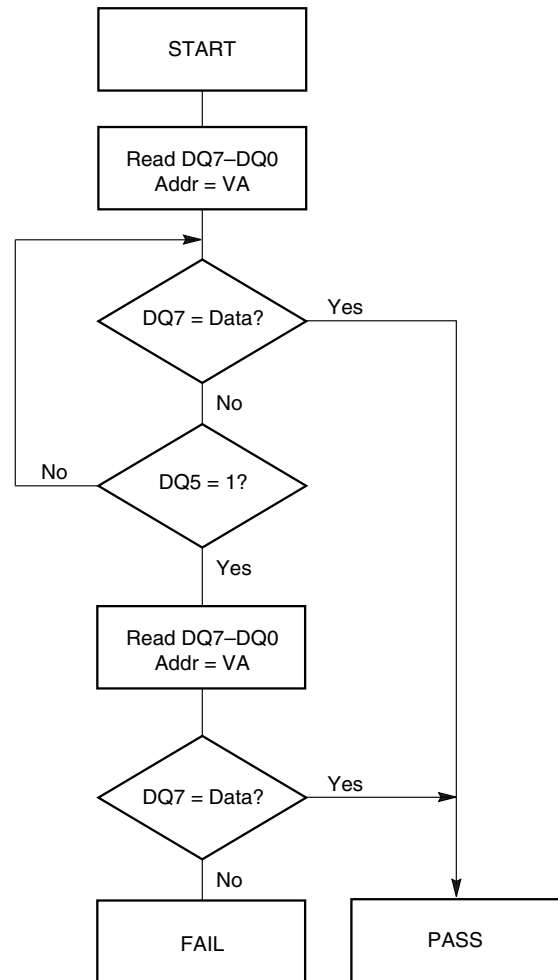 START
Read DQ7–DQ0
Addr = VA
DQ7 = Data?
Yes
No
DQ5 = 1?
No
Yes
Read DQ7–DQ0
Addr = VA
DQ7 = Data?
Yes
No
FAIL
PASS